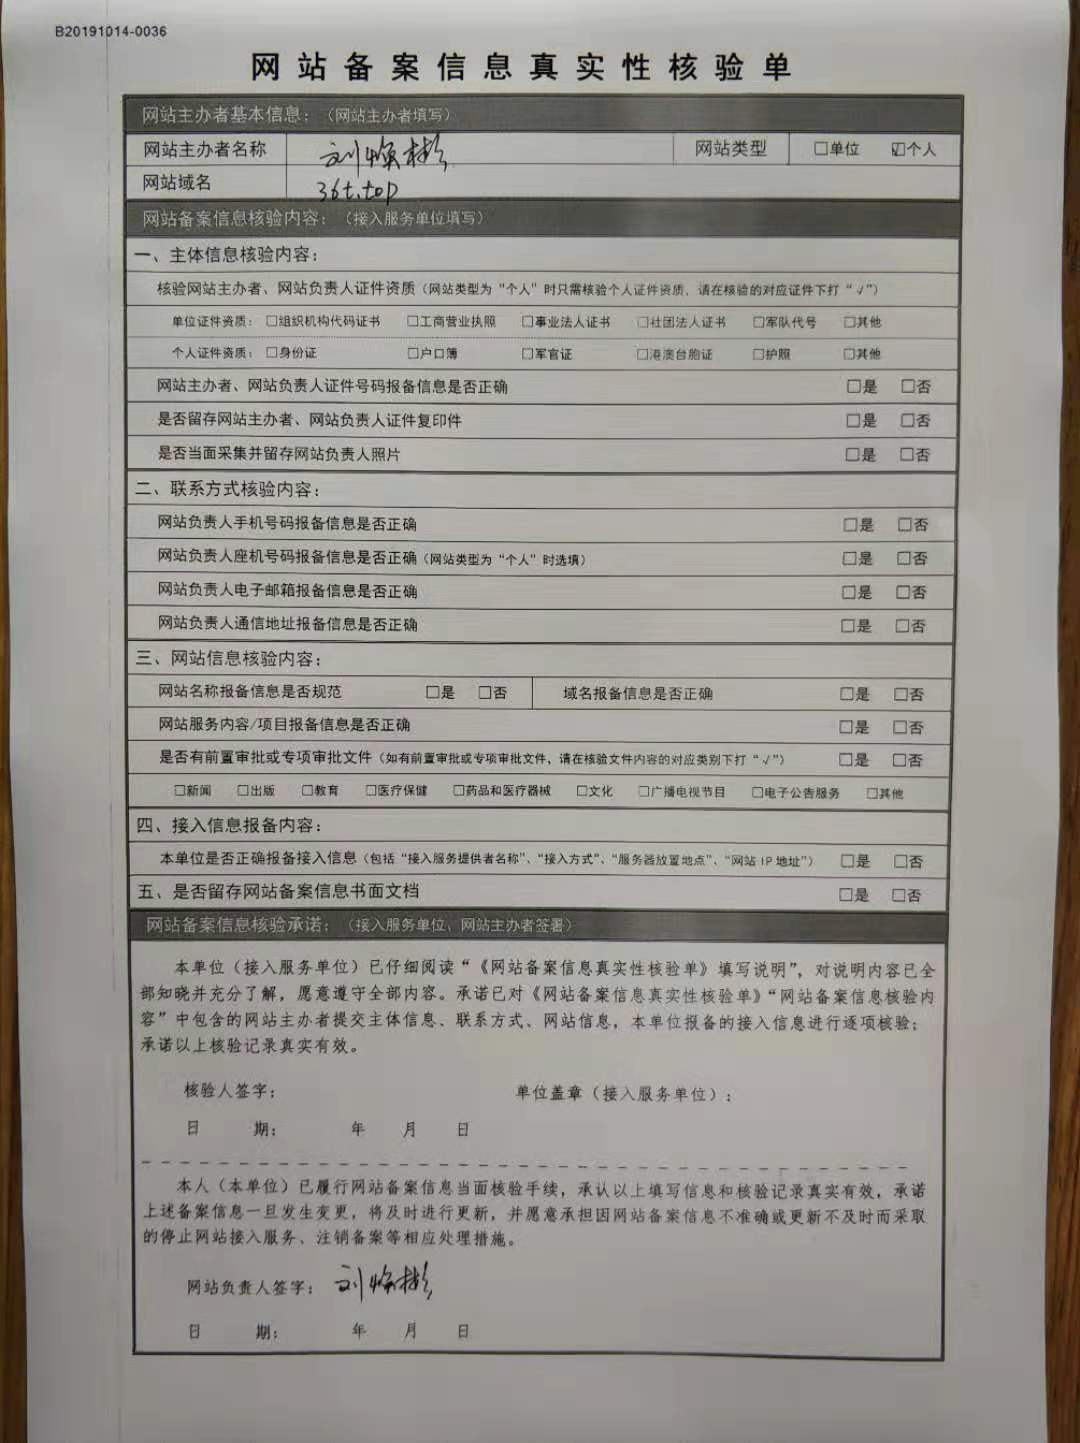 B20191014-0036
网站备案信息真实性核验单
网站主办者基本信息：（网站主办者填写）
网站主办者名称 刘焕彬 网站类型 □单位 ☑个人
网站域名 36t.top
网站备案信息核验内容：（接入服务单位填写）
一、主体信息核验内容：
核验网站主办者、网站负责人证件资质（网站类型为“个人”时只需核验个人证件资质，请在核验的对应证件下打“√”）
单位证件资质：□组织机构代码证书 □工商营业执照 □事业法人证书 □社团法人证书 □军队代号 □其他
个人证件资质：□身份证 □户口簿 □军官证 □港澳台胞证 □护照 □其他
网站主办者、网站负责人证件号码报备信息是否正确 □是 □否
是否留存网站主办者、网站负责人证件复印件 □是 □否
是否当面采集并留存网站负责人照片 □是 □否
二、联系方式核验内容：
网站负责人手机号码报备信息是否正确 □是 □否
网站负责人座机号码报备信息是否正确（网站类型为“个人”时选填） □是 □否
网站负责人电子邮箱报备信息是否正确 □是 □否
网站负责人通信地址报备信息是否正确 □是 □否
三、网站信息核验内容：
网站名称报备信息是否规范 □是 □否 域名报备信息是否正确 □是 □否
网站服务内容/项目报备信息是否正确 □是 □否
是否有前置审批或专项审批文件（如有前置审批或专项审批文件，请在核验文件内容的对应类别下打“√”） □是 □否
□新闻 □出版 □教育 □医疗保健 □药品和医疗器械 □文化 □广播电视节目 □电子公告服务 □其他
四、接入信息报备内容：
本单位是否正确报备接入信息（包括“接入服务提供者名称”、“接入方式”、“服务器放置地点”、“网站 IP 地址”） □是 □否
五、是否留存网站备案信息书面文档 □是 □否
网站备案信息核验承诺：（接入服务单位、网站主办者签署）
本单位（接入服务单位）已仔细阅读“《网站备案信息真实性核验单》填写说明”，对说明内容已全
部知晓并充分了解，愿意遵守全部内容。承诺已对《网站备案信息真实性核验单》“网站备案信息核验内
容”中包含的网站主办者提交主体信息、联系方式、网站信息，本单位报备的接入信息进行逐项核验；
承诺以上核验记录真实有效。
核验人签字： 单位盖章（接入服务单位）：
日 期： 年 月 日
本人（本单位）已履行网站备案信息当面核验手续，承认以上填写信息和核验记录真实有效，承诺
上述备案信息一旦发生变更，将及时进行更新，并愿意承担因网站备案信息不准确或更新不及时而采取
的停止网站接入服务、注销备案等相应处理措施。
网站负责人签字： 刘焕彬
日 期： 年 月 日